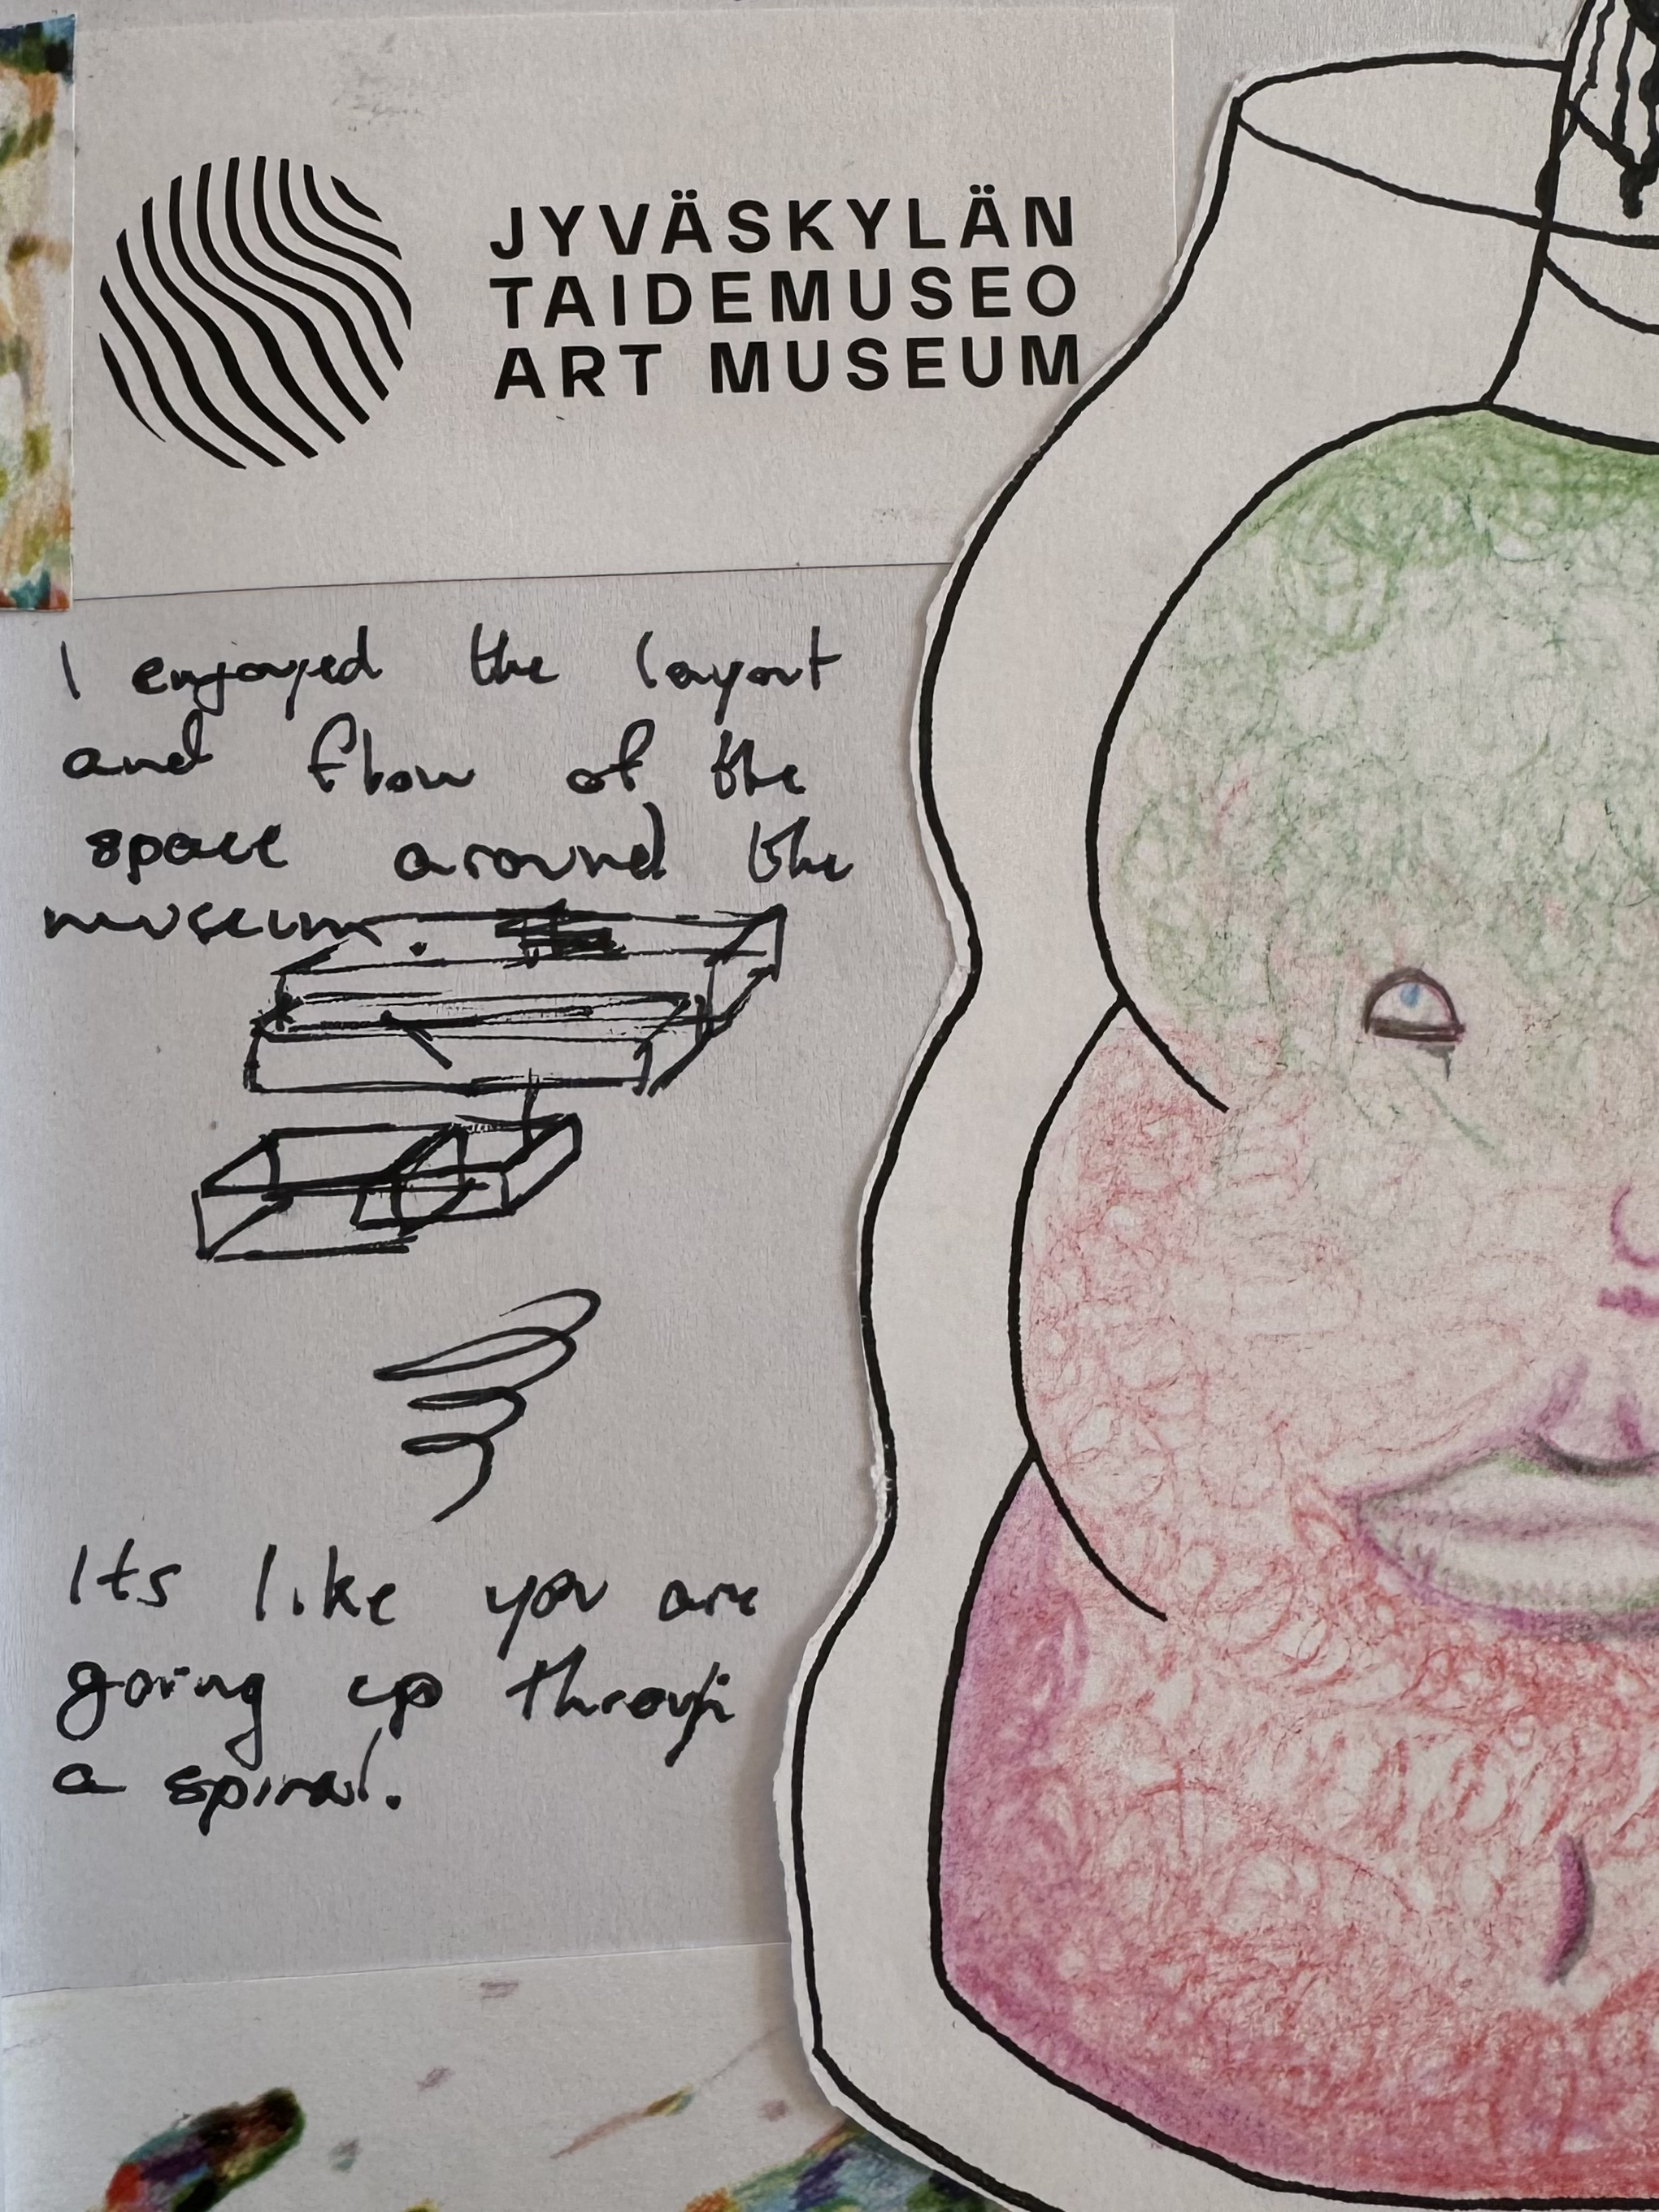 JYVÄSKYLÄN
TAIDEMUSEO
ART MUSEUM
I enjoyed the layout
and flow of the
space around the
museum.
Its like you are
going up through
a spiral.